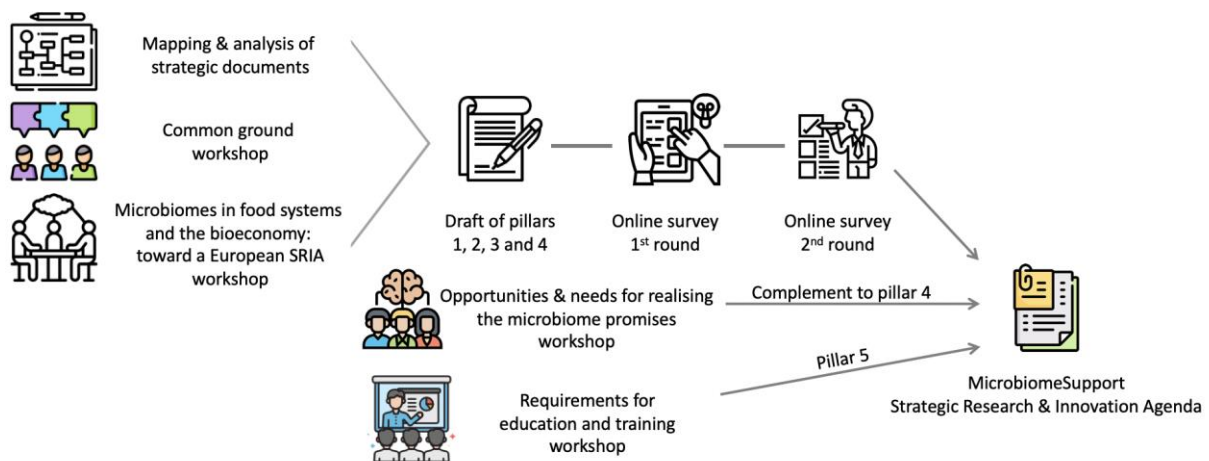 Mapping & analysis of
strategic documents
Common ground
workshop
Microbiomes in food systems
and the bioeconomy:
toward a European SRIA
workshop
Draft of pillars
1, 2, 3 and 4
Online survey
1st round
Online survey
2nd round
Opportunities & needs for realising
the microbiome promises
workshop
Complement to pillar 4
Requirements for
education and training
workshop
Pillar 5
MicrobiomeSupport
Strategic Research & Innovation Agenda